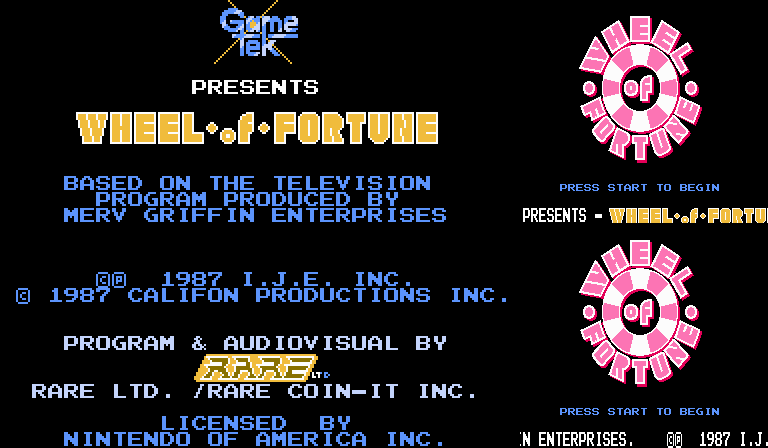 GameTek
PRESENTS
WHEEL·of·FORTUNE
BASED ON THE TELEVISION
PROGRAM PRODUCED BY
MERV GRIFFIN ENTERPRISES
©℗ 1987 I.J.E. INC.
© 1987 CALIFON PRODUCTIONS INC.
PROGRAM & AUDIOVISUAL BY
RARE LTD
RARE LTD. /RARE COIN-IT INC.
LICENSED BY
NINTENDO OF AMERICA INC.
WHEEL
of
FORTUNE
PRESS START TO BEGIN
PRESENTS - WHEEL·of·FORTU
WHEEL
of
FORTUNE
PRESS START TO BEGIN
N ENTERPRISES. ©℗ 1987 I.J.